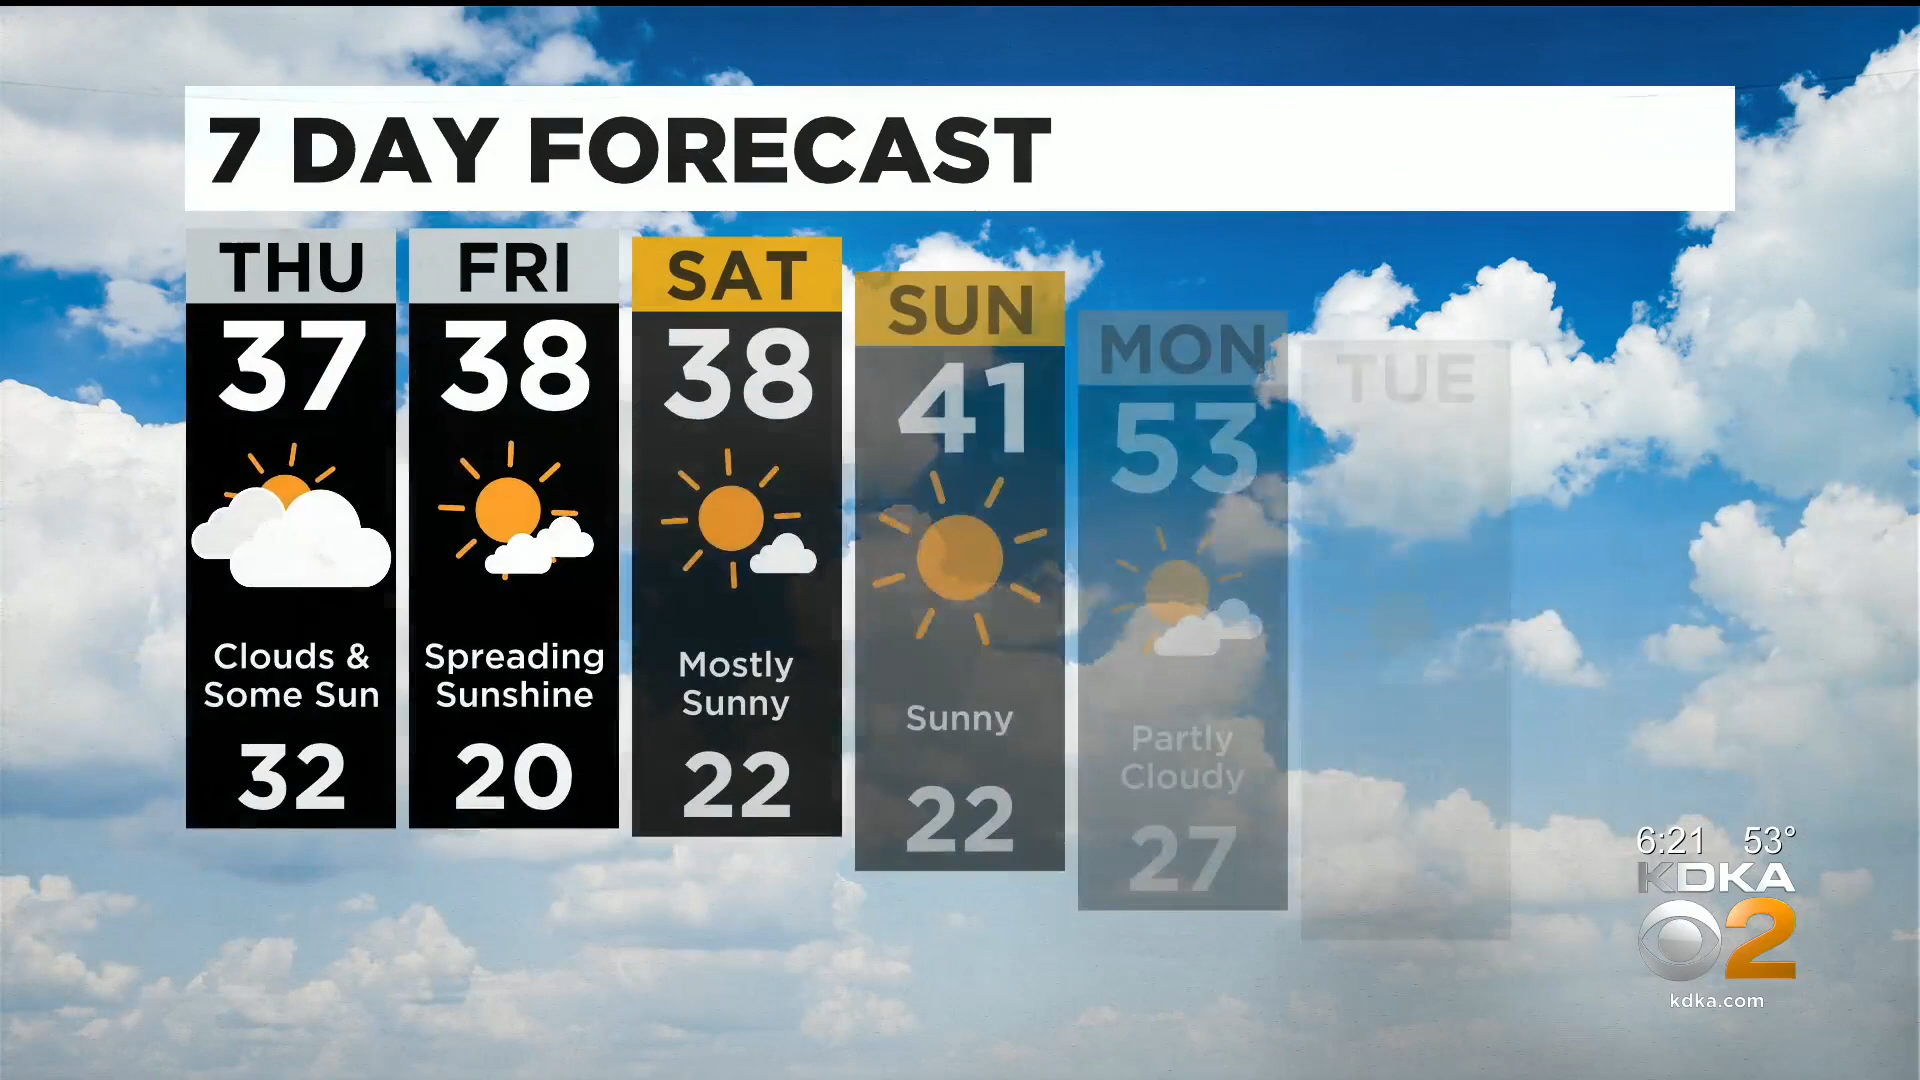 7 DAY FORECAST
THU
37
Clouds &
Some Sun
32
FRI
38
Spreading
Sunshine
20
SAT
38
Mostly
Sunny
22
SUN
41
Sunny
22
MON
53
Partly
Cloudy
27
TUE
6:21 53°
KDKA
2
kdka.com